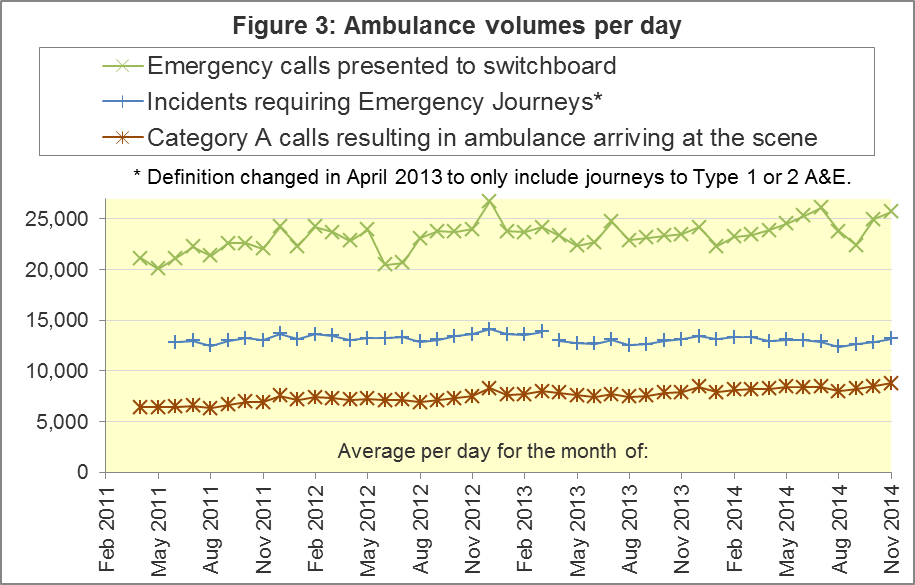 Figure 3: Ambulance volumes per day
Emergency calls presented to switchboard
Incidents requiring Emergency Journeys*
Category A calls resulting in ambulance arriving at the scene
* Definition changed in April 2013 to only include journeys to Type 1 or 2 A&E.
25,000
20,000
15,000
10,000
5,000
0
Average per day for the month of:
Feb 2011
May 2011
Aug 2011
Nov 2011
Feb 2012
May 2012
Aug 2012
Nov 2012
Feb 2013
May 2013
Aug 2013
Nov 2013
Feb 2014
May 2014
Aug 2014
Nov 2014